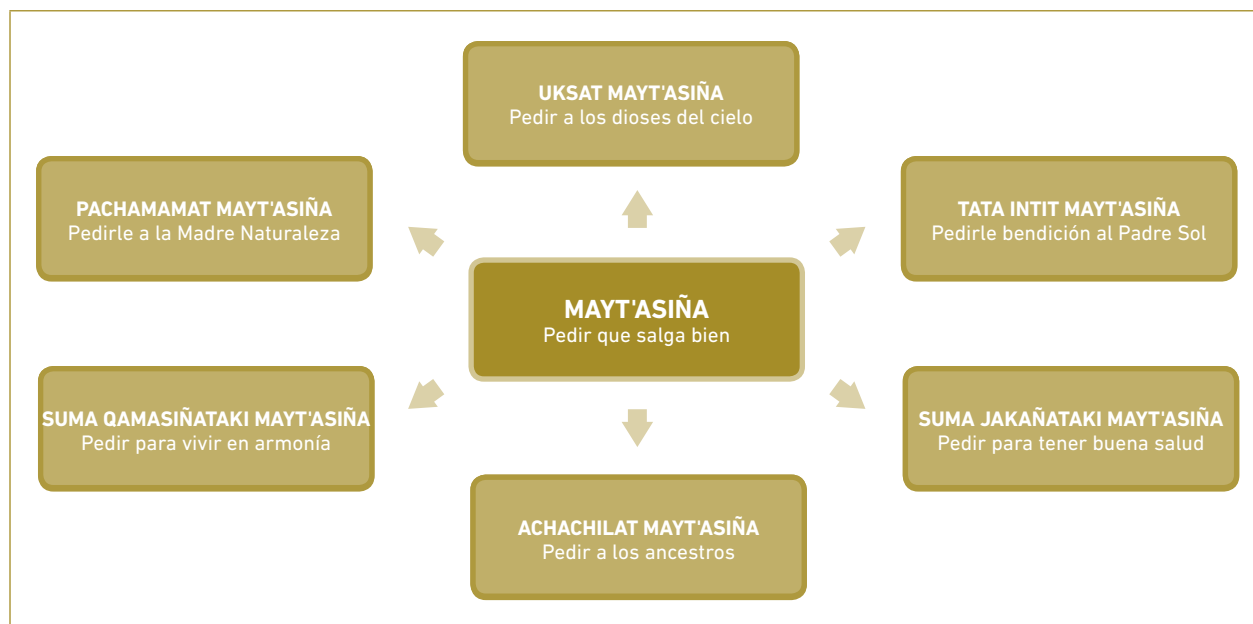 UKSAT MAYT'ASIÑA
Pedir a los dioses del cielo
PACHAMAMAT MAYT'ASIÑA
Pedirle a la Madre Naturaleza
TATA INTIT MAYT'ASIÑA
Pedirle bendición al Padre Sol
MAYT'ASIÑA
Pedir que salga bien
SUMA QAMASIÑATAKI MAYT'ASIÑA
Pedir para vivir en armonía
SUMA JAKAÑATAKI MAYT'ASIÑA
Pedir para tener buena salud
ACHACHILAT MAYT'ASIÑA
Pedir a los ancestros